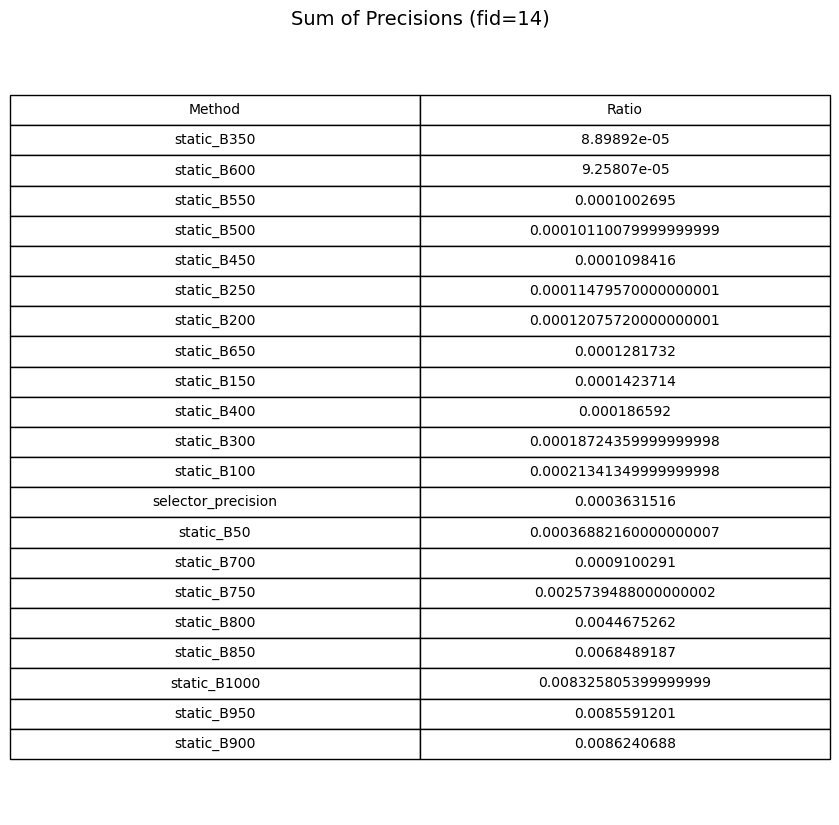 Sum of Precisions (fid=14)
Method Ratio
static_B350 8.89892e-05
static_B600 9.25807e-05
static_B550 0.0001002695
static_B500 0.00010110079999999999
static_B450 0.0001098416
static_B250 0.00011479570000000001
static_B200 0.00012075720000000001
static_B650 0.0001281732
static_B150 0.0001423714
static_B400 0.000186592
static_B300 0.00018724359999999998
static_B100 0.00021341349999999998
selector_precision 0.0003631516
static_B50 0.00036882160000000007
static_B700 0.0009100291
static_B750 0.0025739488000000002
static_B800 0.0044675262
static_B850 0.0068489187
static_B1000 0.008325805399999999
static_B950 0.0085591201
static_B900 0.0086240688